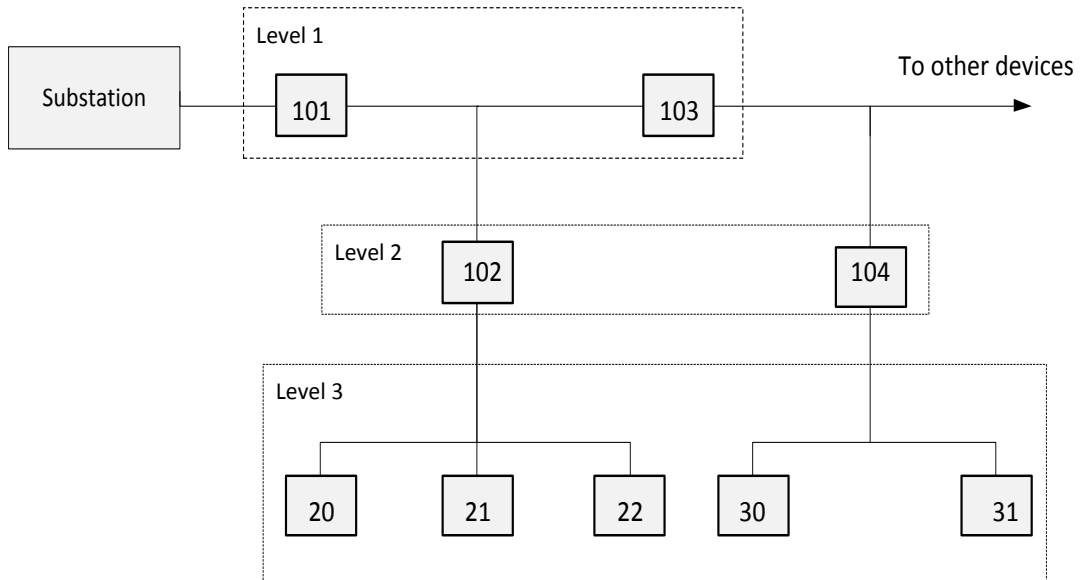 Level 1
To other devices
Substation
101
103
Level 2
102
104
Level 3
20
21
22
30
31